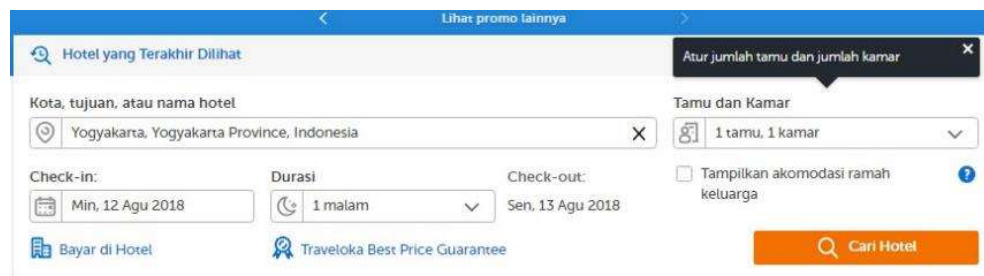 Lihat promo lainnya
Hotel yang Terakhir Dilihat
Atur jumlah tamu dan jumlah kamar
Kota, tujuan, atau nama hotel
Tamu dan Kamar
Yogyakarta, Yogyakarta Province, Indonesia
1 tamu, 1 kamar
Check-in:
Durasi
Check-out:
Tampilkan akomodasi ramah
keluarga
Min, 12 Agu 2018
1 malam
Sen, 13 Agu 2018
Bayar di Hotel
Traveloka Best Price Guarantee
Cari Hotel